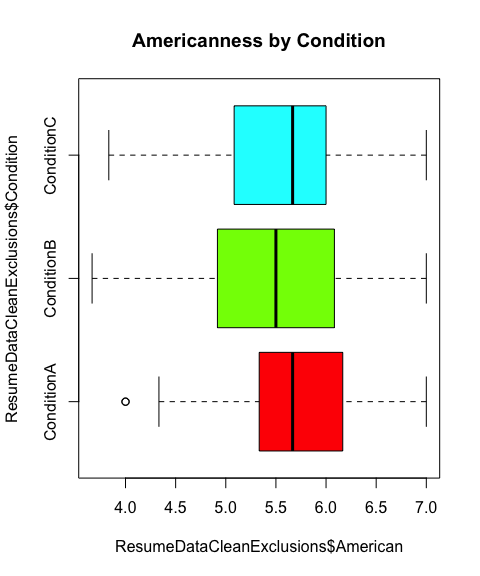 Americanness by Condition
ResumeDataCleanExclusions$Condition
ConditionC
ConditionB
ConditionA
4.0 4.5 5.0 5.5 6.0 6.5 7.0
ResumeDataCleanExclusions$American